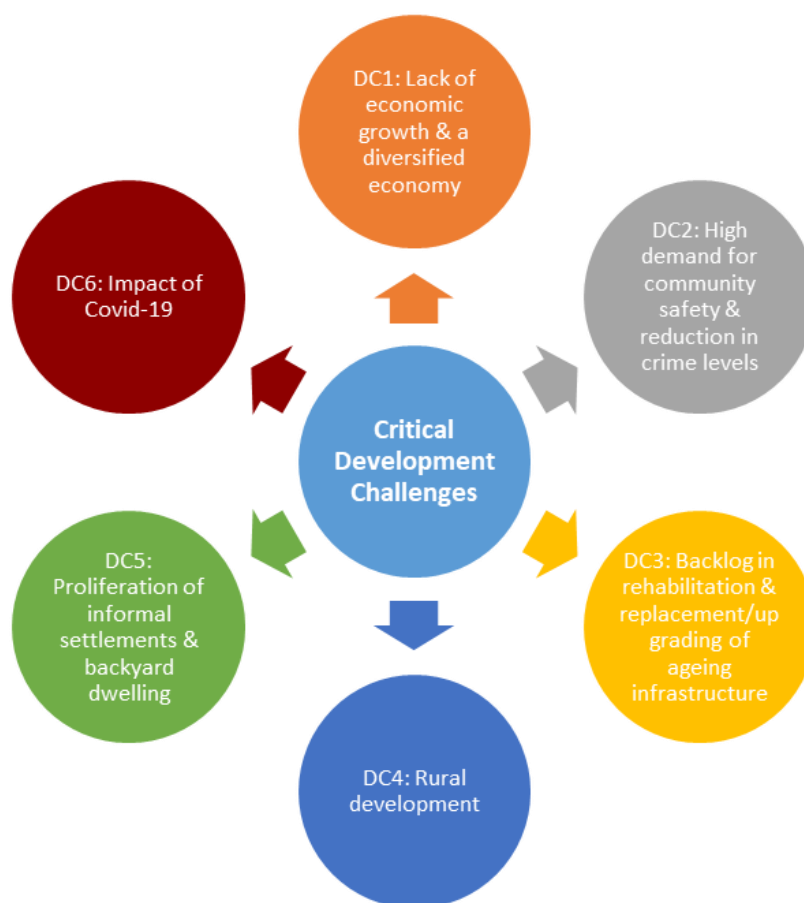 DC1: Lack of
economic
growth & a
diversified
economy
DC2: High
demand for
community
safety &
reduction in
crime levels
DC3: Backlog in
rehabilitation &
replacement/up
grading of
ageing
infrastructure
DC4: Rural
development
DC5:
Proliferation of
informal
settlements &
backyard
dwelling
DC6: Impact of
Covid-19
Critical
Development
Challenges